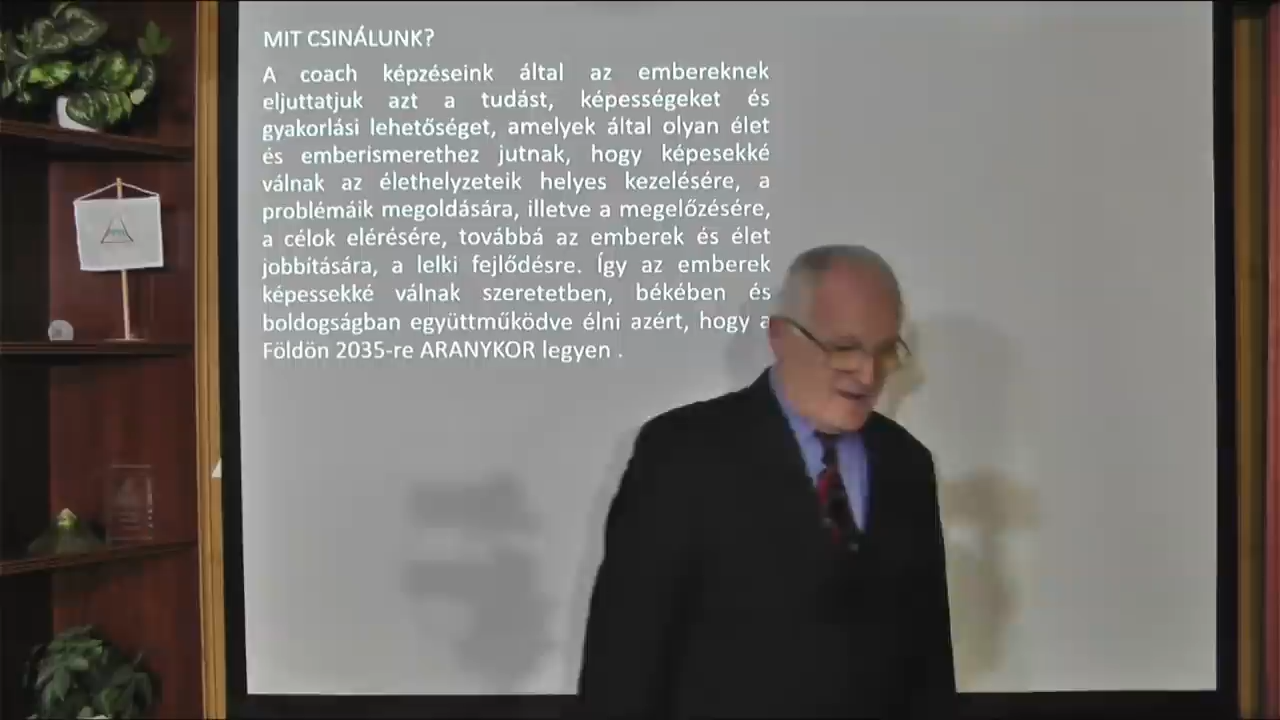 MIT CSINÁLUNK?
A coach képzéseink által az embereknek
eljuttatjuk azt a tudást, képességeket és
gyakorlási lehetőséget, amelyek által olyan élet
és emberismerethez jutnak, hogy képesekké
válnak az élethelyzeteik helyes kezelésére, a
problémáik megoldására, illetve a megelőzésére,
a célok elérésére, továbbá az emberek és élet
jobbítására, a lelki fejlődésre. Így az emberek
képessekké válnak szeretetben, békében és
boldogságban együttműködve élni azért, hogy a
Földön 2035-re ARANYKOR legyen .